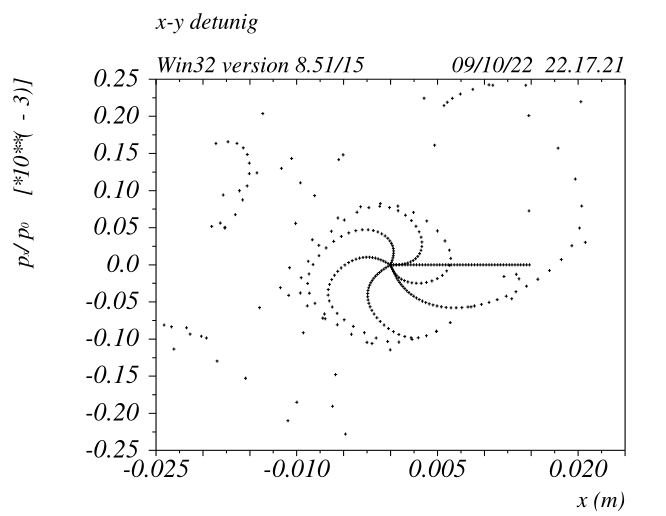 x-y detunig
Win32 version 8.51/15 09/10/22 22.17.21
pₓ/ p₀ [*10**( - 3)]
0.25
0.20
0.15
0.10
0.05
0.0
-0.05
-0.10
-0.15
-0.20
-0.25
-0.025 -0.010 0.005 0.020
x (m)